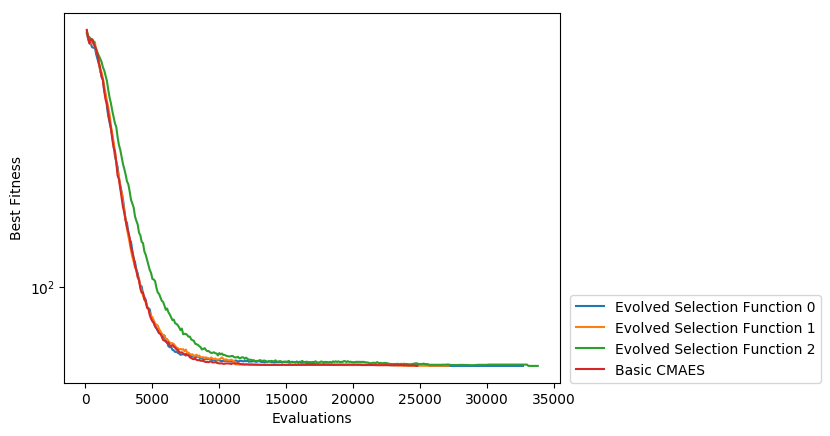 Best Fitness
10²
0 5000 10000 15000 20000 25000 30000 35000
Evaluations
Evolved Selection Function 0
Evolved Selection Function 1
Evolved Selection Function 2
Basic CMAES